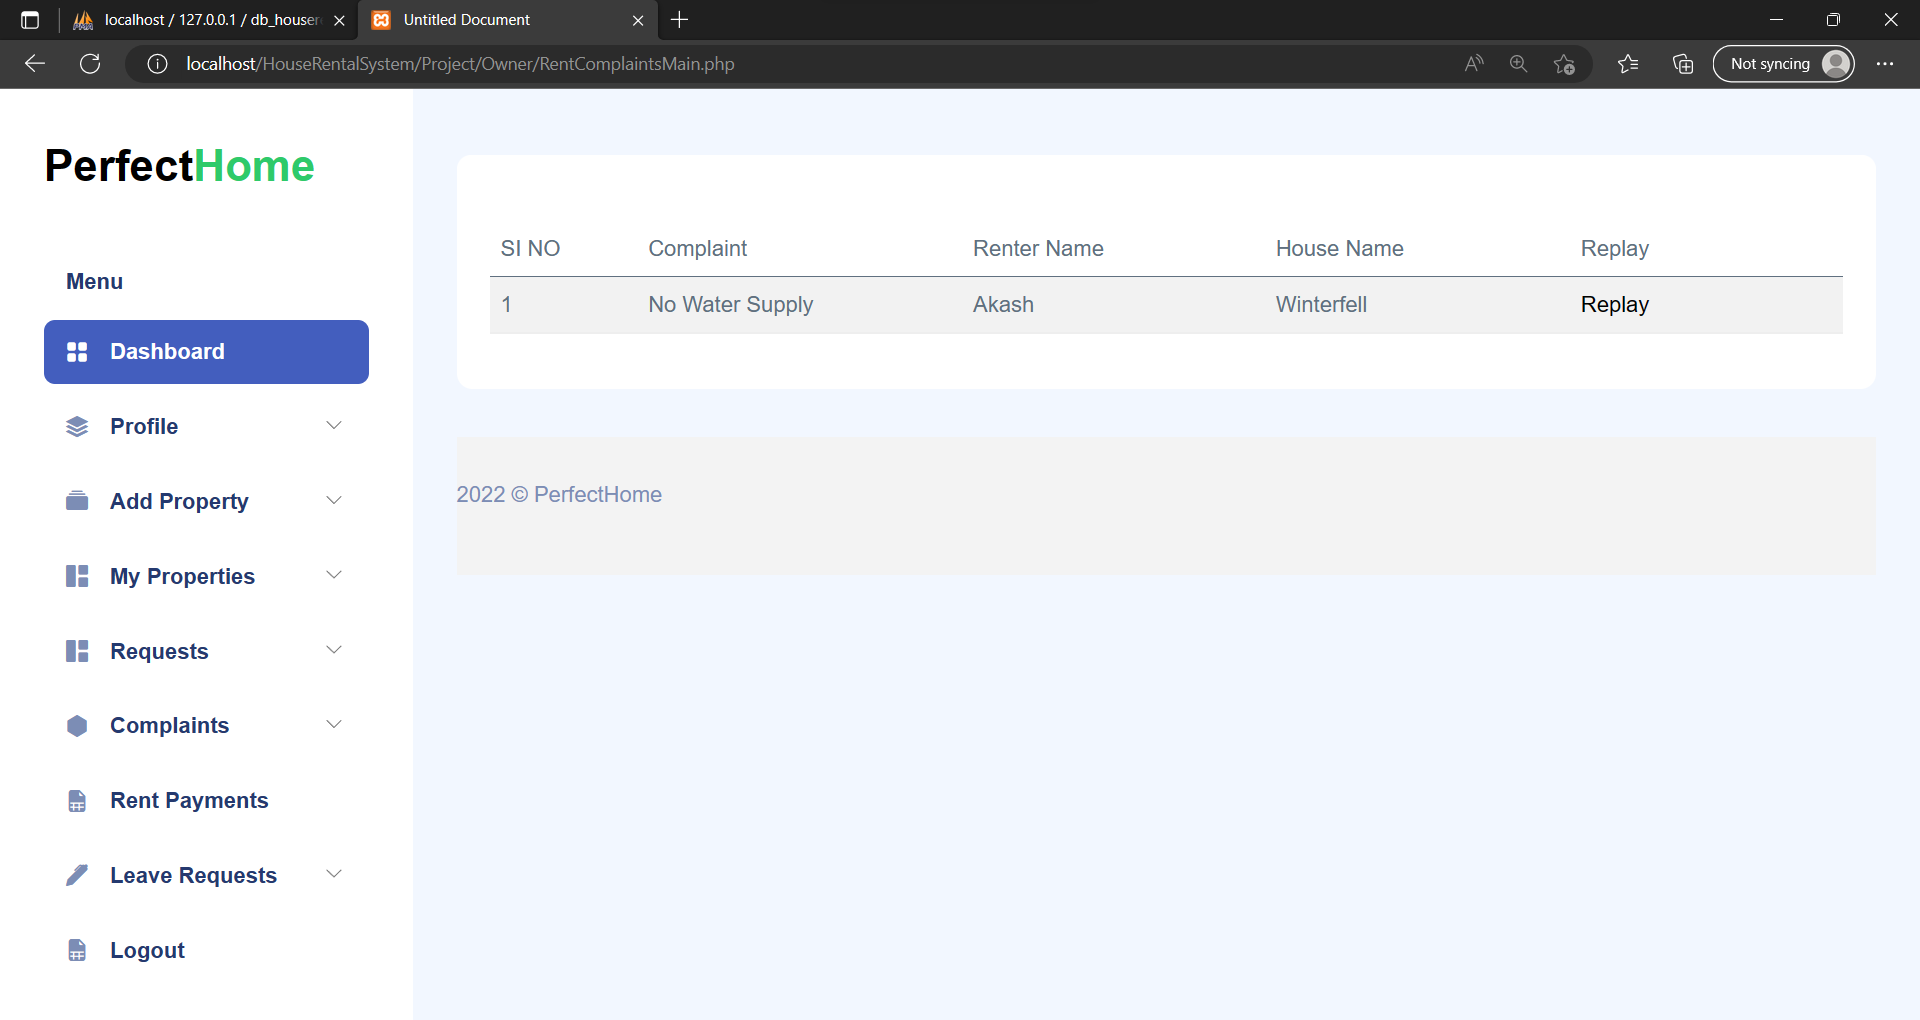 localhost / 127.0.0.1 / db_houser
Untitled Document
localhost/HouseRentalSystem/Project/Owner/RentComplaintsMain.php
Not syncing
PerfectHome
Menu
Dashboard
Profile
Add Property
My Properties
Requests
Complaints
Rent Payments
Leave Requests
Logout
SI NO Complaint Renter Name House Name Replay
1 No Water Supply Akash Winterfell Replay
2022 © PerfectHome